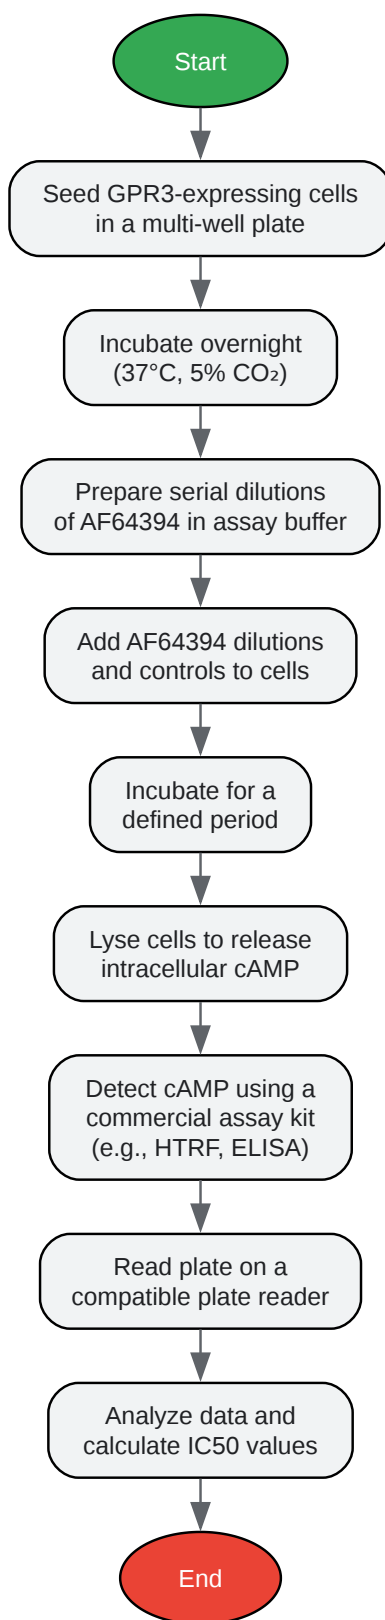 Start
Seed GPR3-expressing cells
in a multi-well plate
Incubate overnight
(37°C, 5% CO₂)
Prepare serial dilutions
of AF64394 in assay buffer
Add AF64394 dilutions
and controls to cells
Incubate for a
defined period
Lyse cells to release
intracellular cAMP
Detect cAMP using a
commercial assay kit
(e.g., HTRF, ELISA)
Read plate on a
compatible plate reader
Analyze data and
calculate IC50 values
End